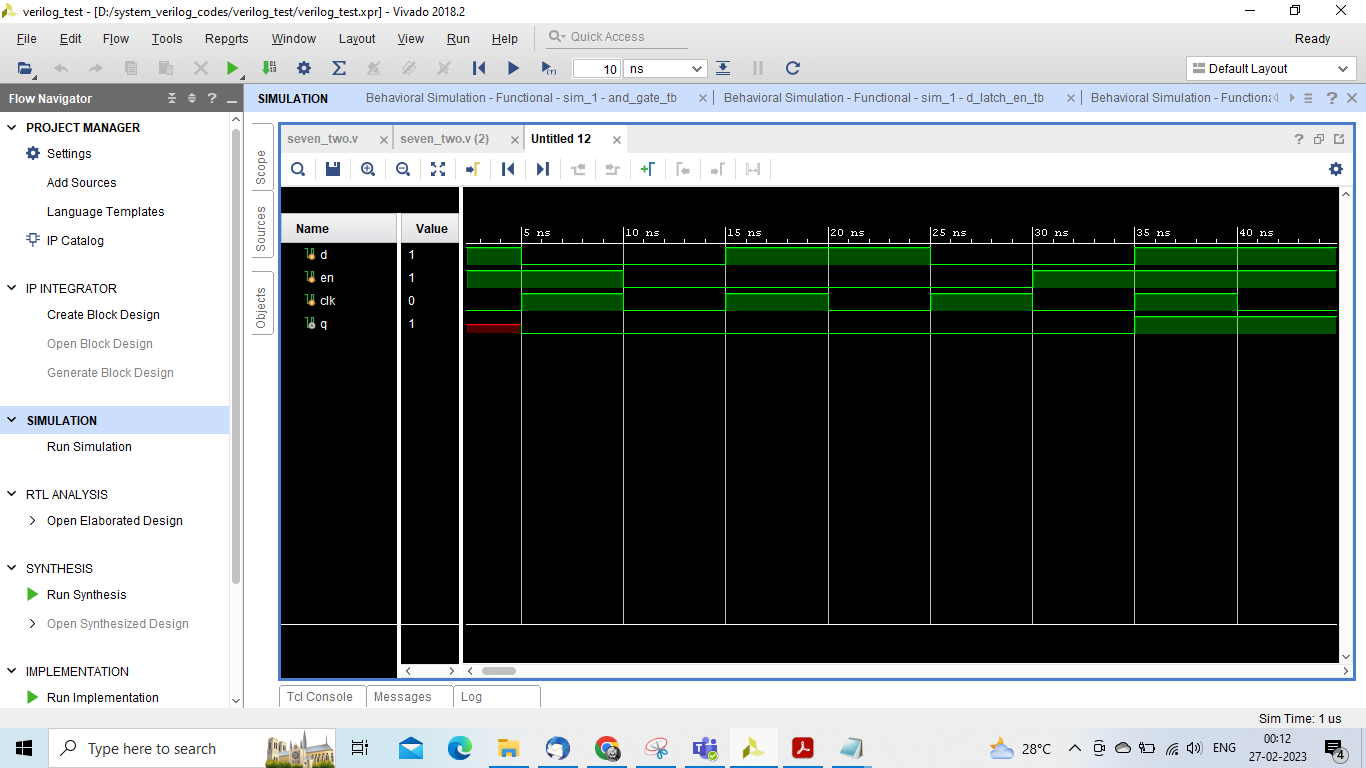 verilog_test - [D:/system_verilog_codes/verilog_test/verilog_test.xpr] - Vivado 2018.2
File Edit Flow Tools Reports Window Layout View Run Help Quick Access Ready
10 ns Default Layout
Flow Navigator
SIMULATION Behavioral Simulation - Functional - sim_1 - and_gate_tb Behavioral Simulation - Functional - sim_1 - d_latch_en_tb Behavioral Simulation - Functiona
PROJECT MANAGER
Settings
Add Sources
Language Templates
IP Catalog
IP INTEGRATOR
Create Block Design
Open Block Design
Generate Block Design
SIMULATION
Run Simulation
RTL ANALYSIS
Open Elaborated Design
SYNTHESIS
Run Synthesis
Open Synthesized Design
IMPLEMENTATION
Run Implementation
Scope
Sources
Objects
seven_two.v seven_two.v (2) Untitled 12
Name Value
5 ns 10 ns 15 ns 20 ns 25 ns 30 ns 35 ns 40 ns
d 1
en 1
clk 0
q 1
Tcl Console Messages Log
Sim Time: 1 us
Type here to search
28°C ENG
00:12
27-02-2023
4